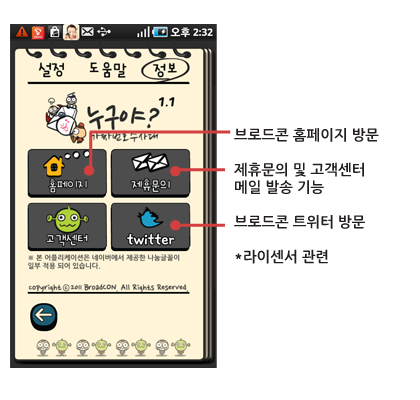 오후 2:32
설정 도움말 정보
누구야?
1.1
가짜번호수사대
홈페이지 제휴문의
고객센터 twitter
※ 본 어플리케이션은 네이버에서 제공한 나눔글꼴이
일부 적용 되어 있습니다.
copyright ⓒ 2011 BroadCON. All Rights Reserved
브로드콘 홈페이지 방문
제휴문의 및 고객센터
메일 발송 기능
브로드콘 트위터 방문
*라이센서 관련